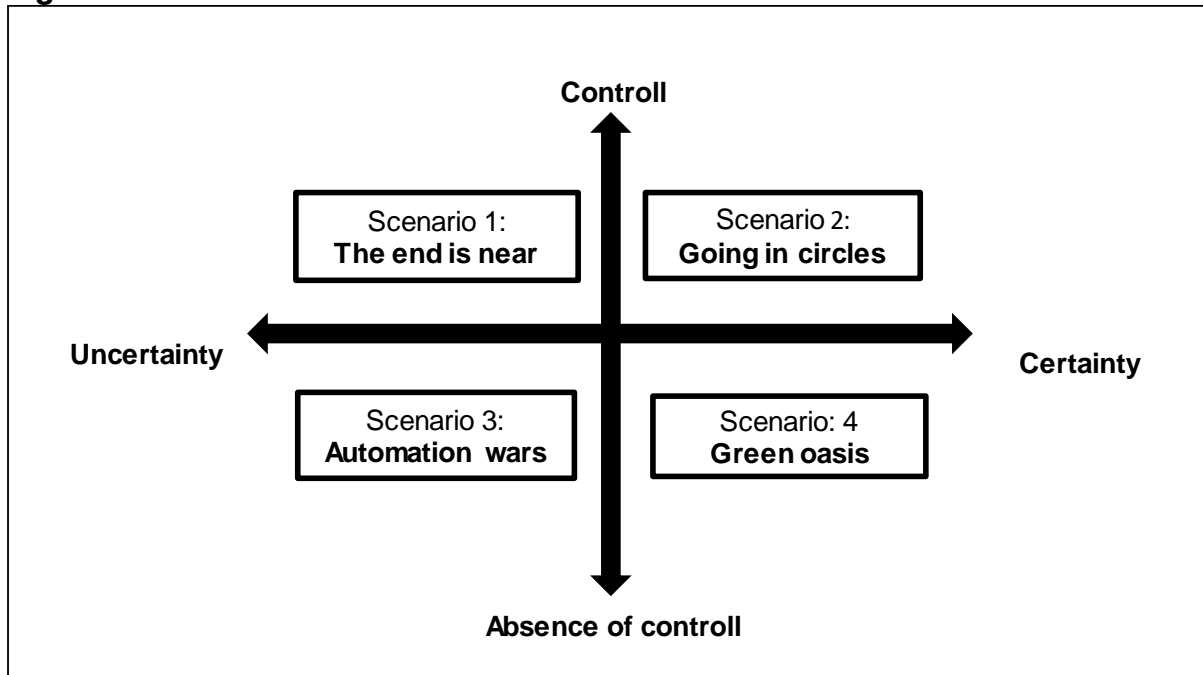 Controll
Scenario 1:
The end is near
Scenario 2:
Going in circles
Uncertainty
Certainty
Scenario 3:
Automation wars
Scenario: 4
Green oasis
Absence of controll